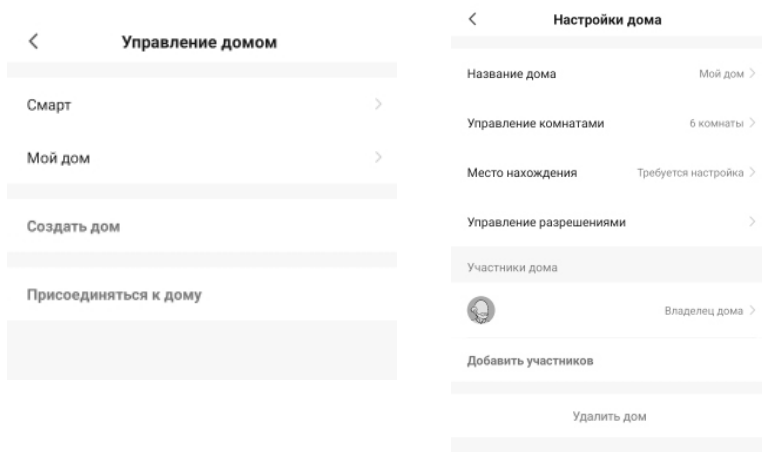 Управление домом
Смарт
Мой дом
Создать дом
Присоединяться к дому
Настройки дома
Название дома Мой дом
Управление комнатами 6 комнаты
Место нахождения Требуется настройка
Управление разрешениями
Участники дома
Владелец дома
Добавить участников
Удалить дом